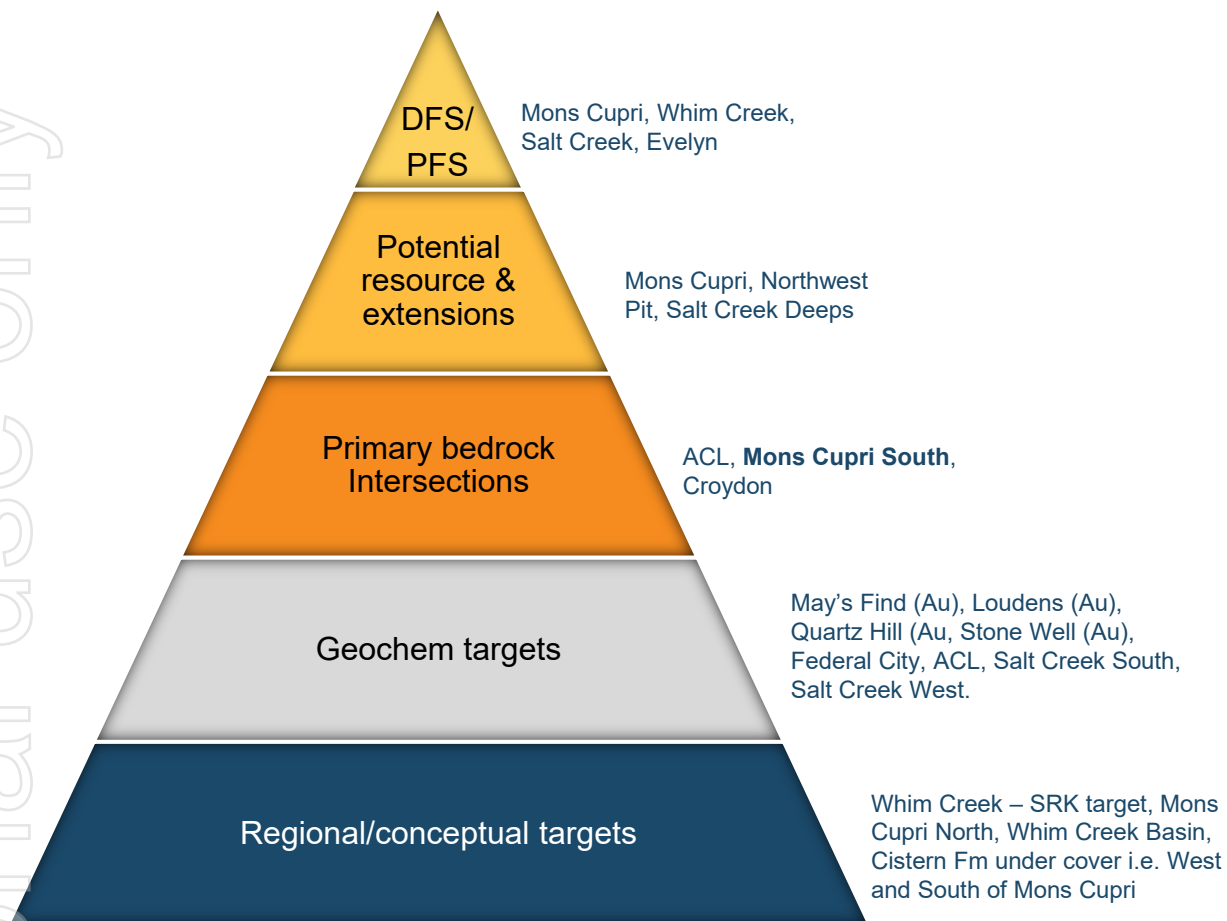 DFS/
PFS
Mons Cupri, Whim Creek,
Salt Creek, Evelyn
Potential
resource &
extensions
Mons Cupri, Northwest
Pit, Salt Creek Deeps
Primary bedrock
Intersections
ACL, Mons Cupri South,
Croydon
Geochem targets
May’s Find (Au), Loudens (Au),
Quartz Hill (Au, Stone Well (Au),
Federal City, ACL, Salt Creek South,
Salt Creek West.
Regional/conceptual targets
Whim Creek – SRK target, Mons
Cupri North, Whim Creek Basin,
Cistern Fm under cover i.e. West
and South of Mons Cupri
use only